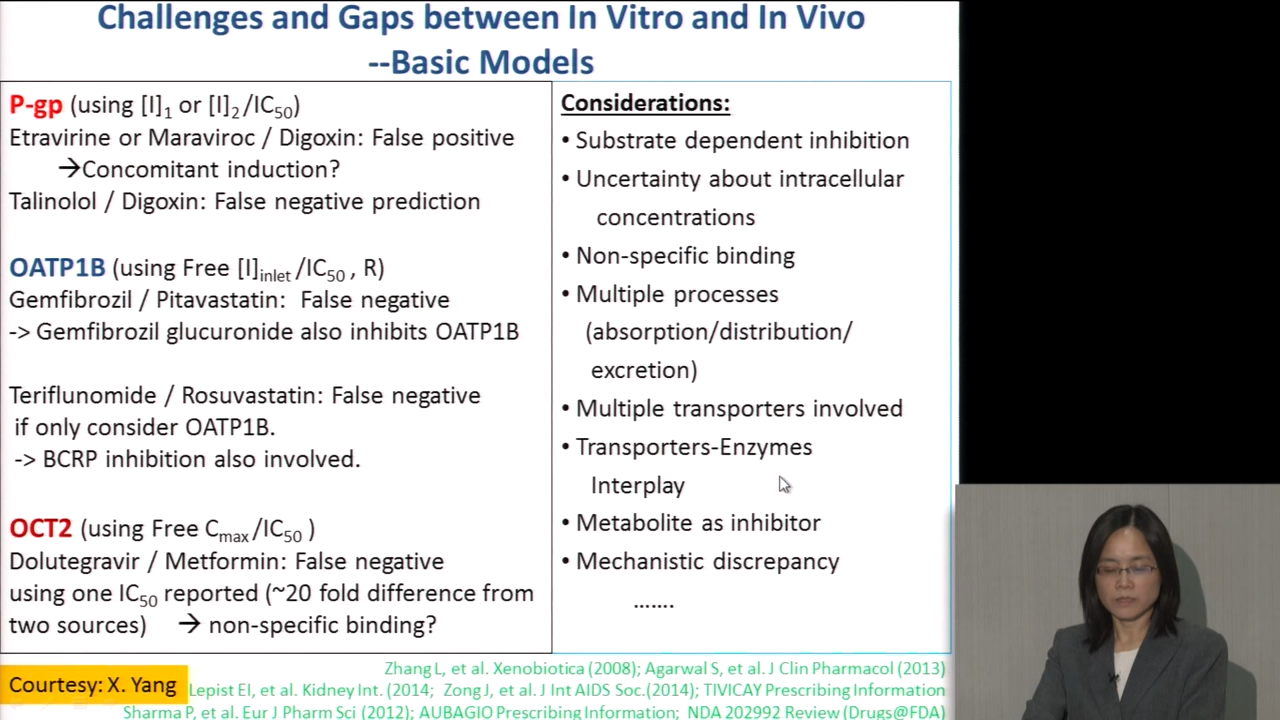 Challenges and Gaps between In Vitro and In Vivo
--Basic Models
P-gp (using [I]1 or [I]2/IC50)
Etravirine or Maraviroc / Digoxin: False positive
→Concomitant induction?
Talinolol / Digoxin: False negative prediction
OATP1B (using Free [I]inlet/IC50 , R)
Gemfibrozil / Pitavastatin: False negative
-> Gemfibrozil glucuronide also inhibits OATP1B
Teriflunomide / Rosuvastatin: False negative
if only consider OATP1B.
-> BCRP inhibition also involved.
OCT2 (using Free Cmax/IC50 )
Dolutegravir / Metformin: False negative
using one IC50 reported (~20 fold difference from
two sources) → non-specific binding?
Considerations:
• Substrate dependent inhibition
• Uncertainty about intracellular
concentrations
• Non-specific binding
• Multiple processes
(absorption/distribution/
excretion)
• Multiple transporters involved
• Transporters-Enzymes
Interplay
• Metabolite as inhibitor
• Mechanistic discrepancy
.......
Zhang L, et al. Xenobiotica (2008); Agarwal S, et al. J Clin Pharmacol (2013)
Courtesy: X. Yang
Lepist EI, et al. Kidney Int. (2014; Zong J, et al. J Int AIDS Soc.(2014); TIVICAY Prescribing Information
Sharma P, et al. Eur J Pharm Sci (2012); AUBAGIO Prescribing Information; NDA 202992 Review (Drugs@FDA)